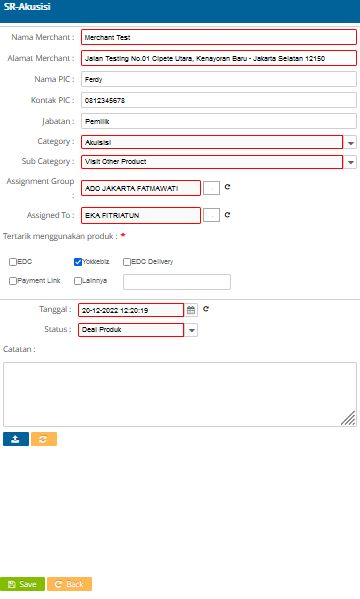 SR-Akusisi
Nama Merchant : Merchant Test
Alamat Merchant : Jalan Testing No.01 Cipete Utara, Kenayoran Baru - Jakarta Selatan 12150
Nama PIC : Ferdy
Kontak PIC : 0812345678
Jabatan : Pemilik
Category : Akuisisi
Sub Category : Visit Other Product
Assignment Group : ADO JAKARTA FATMAWATI
Assigned To : EKA FITRIATUN
Tertarik menggunakan produk : *
EDC Yokkebiz EDC Delivery
Payment Link Lainnya
Tanggal : 20-12-2022 12:20:19
Status : Deal Produk
Catatan :
Save Back